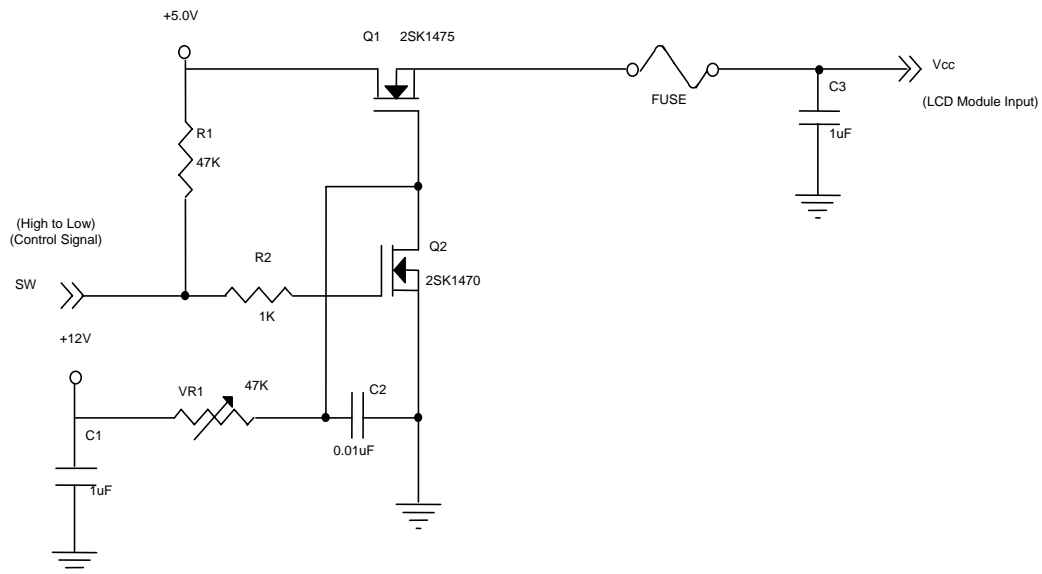 +5.0V
Q1 2SK1475
Vcc
C3
FUSE
(LCD Module Input)
R1
1uF
47K
(High to Low)
(Control Signal)
Q2
R2
SW
2SK1470
1K
+12V
VR1
47K
C2
C1
0.01uF
1uF